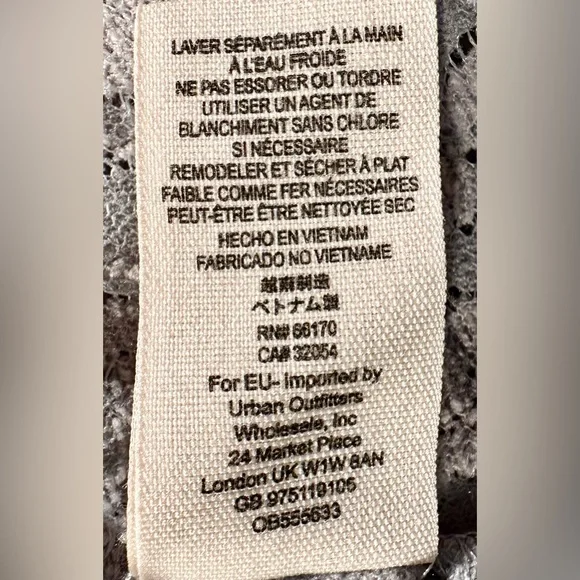 LAVER SÉPARÉMENT À LA MAIN
À L'EAU FROIDE
NE PAS ESSORER OU TORDRE
UTILISER UN AGENT DE
BLANCHIMENT SANS CHLORE
SI NÉCESSAIRE
REMODELER ET SÉCHER À PLAT
FAIBLE COMME FER NÉCESSAIRES
PEUT-ÊTRE ÊTRE NETTOYÉE SEC
HECHO EN VIETNAM
FABRICADO NO VIETNAME
越南制造
ベトナム製
RN# 66170
CA# 32054
For EU- Imported by
Urban Outfitters
Wholesale, Inc
24 Market Place
London UK W1W 8AN
GB 975119106
OB555633